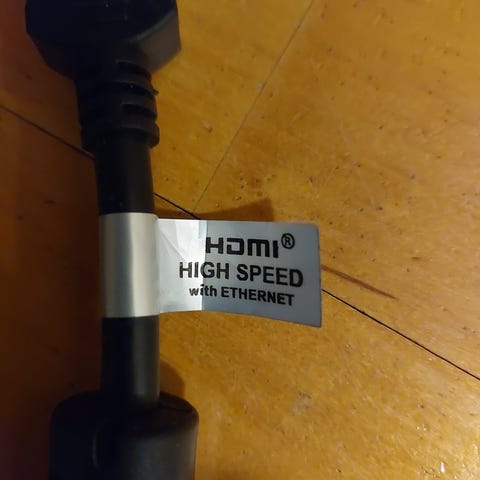 HDMI®
HIGH SPEED
with ETHERNET